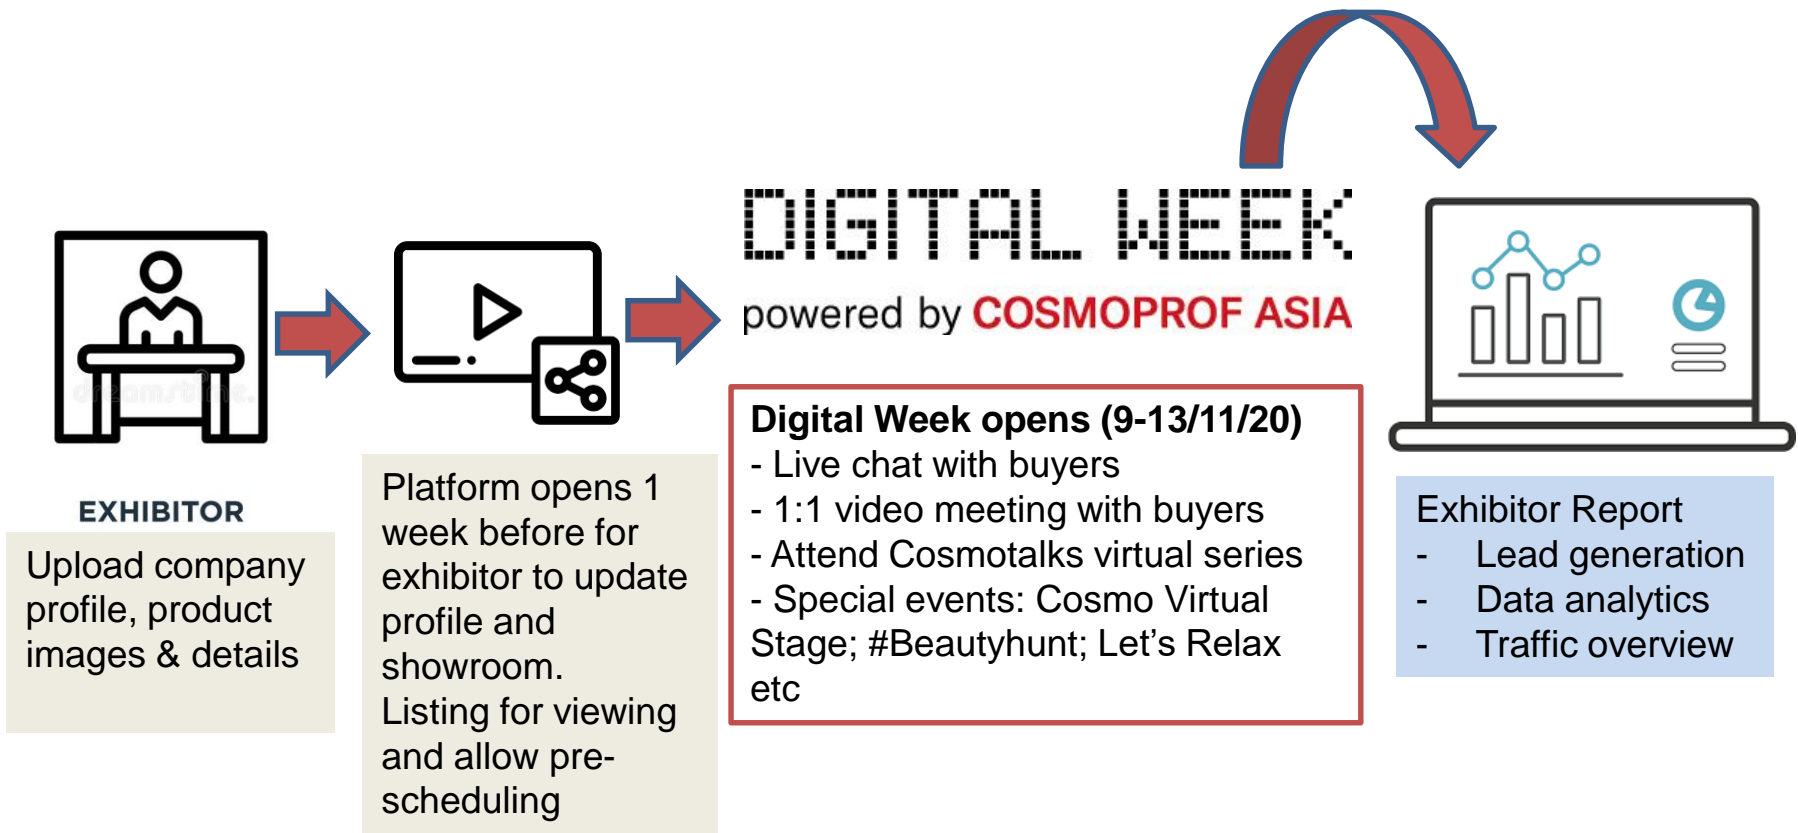 DIGITAL WEEK
powered by COSMOPROF ASIA
dreamstime.
EXHIBITOR
Upload company
profile, product
images & details
Platform opens 1
week before for
exhibitor to update
profile and
showroom.
Listing for viewing
and allow pre-
scheduling
Digital Week opens (9-13/11/20)
- Live chat with buyers
- 1:1 video meeting with buyers
- Attend Cosmotalks virtual series
- Special events: Cosmo Virtual
Stage; #Beautyhunt; Let's Relax
etc
Exhibitor Report
- Lead generation
- Data analytics
- Traffic overview